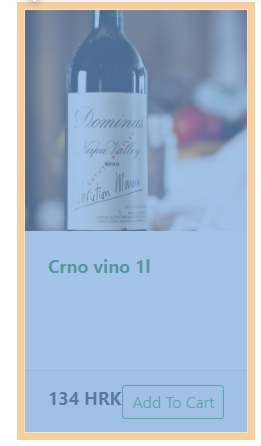 Dominus
Napa Valley
Crno vino 1l
134 HRK
Add To Cart